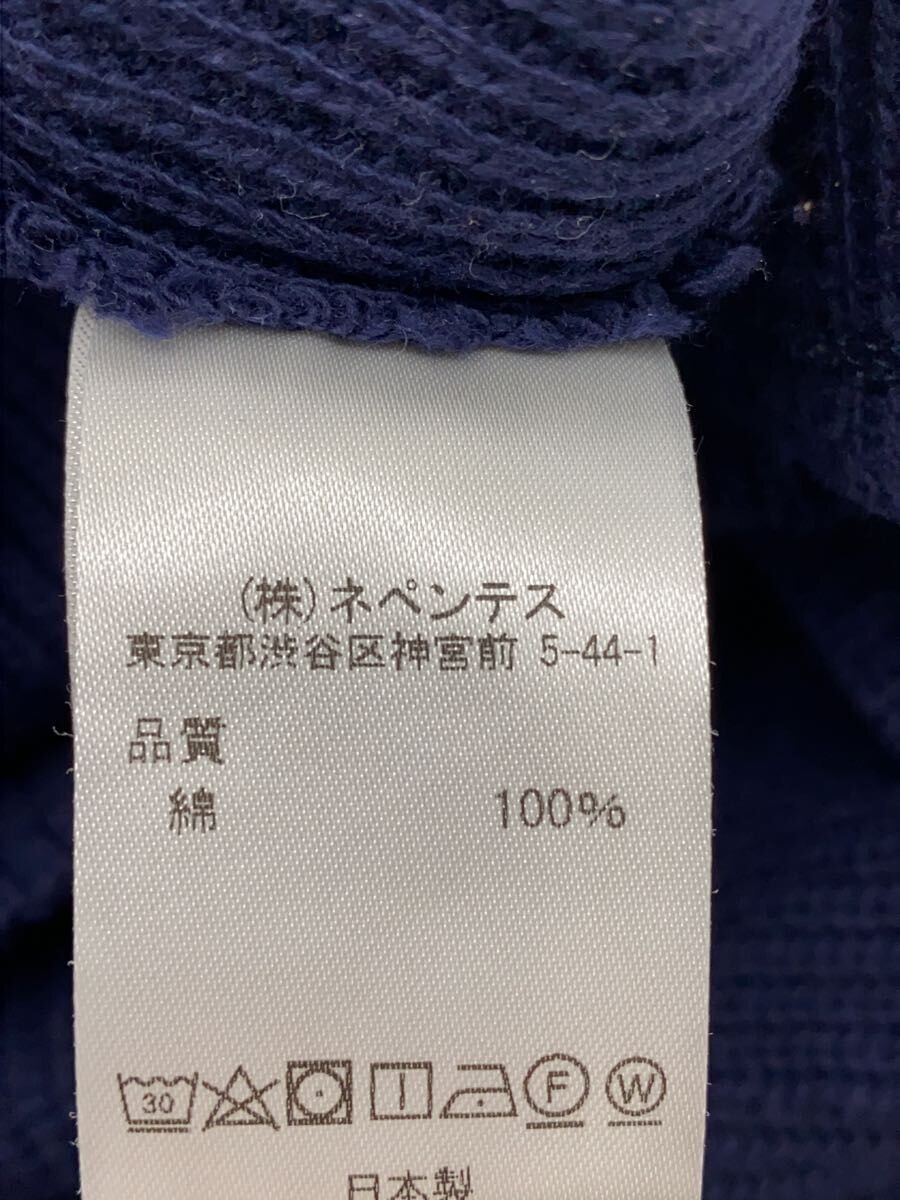 (株)ネペンテス
東京都渋谷区神宮前 5-44-1
品質
綿 100%
30 F W
日本製